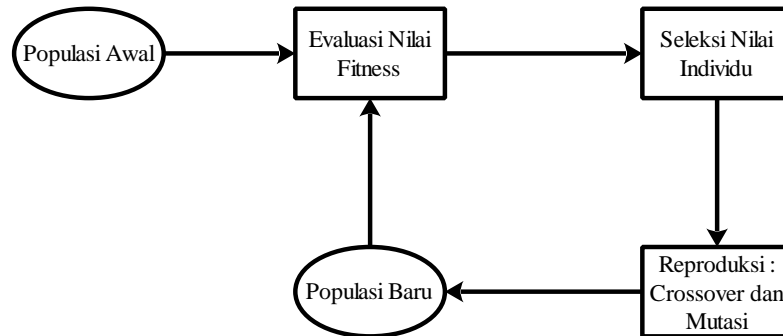 Populasi Awal
Evaluasi Nilai
Fitness
Seleksi Nilai
Individu
Reproduksi :
Crossover dan
Mutasi
Populasi Baru